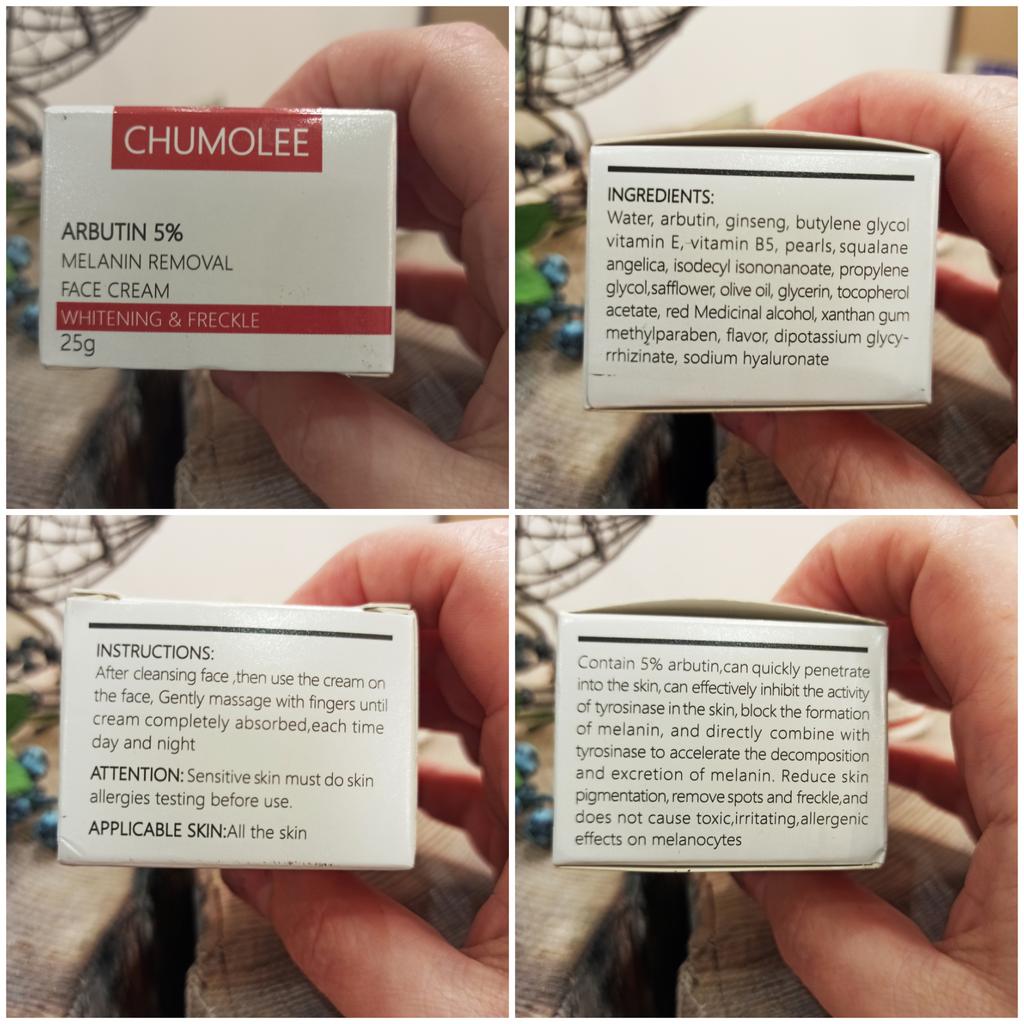 CHUMOLEE
ARBUTIN 5%
MELANIN REMOVAL
FACE CREAM
WHITENING & FRECKLE
25g
INGREDIENTS:
Water, arbutin, ginseng, butylene glycol
vitamin E, vitamin B5, pearls, squalane
angelica, isodecyl isononanoate, propylene
glycol,safflower, olive oil, glycerin, tocopherol
acetate, red Medicinal alcohol, xanthan gum
methylparaben, flavor, dipotassium glycy-
rrhizinate, sodium hyaluronate
INSTRUCTIONS:
After cleansing face ,then use the cream on
the face, Gently massage with fingers until
cream completely absorbed,each time
day and night
ATTENTION: Sensitive skin must do skin
allergies testing before use.
APPLICABLE SKIN:All the skin
Contain 5% arbutin,can quickly penetrate
into the skin, can effectively inhibit the activity
of tyrosinase in the skin, block the formation
of melanin, and directly combine with
tyrosinase to accelerate the decomposition
and excretion of melanin. Reduce skin
pigmentation, remove spots and freckle,and
does not cause toxic,irritating,allergenic
effects on melanocytes